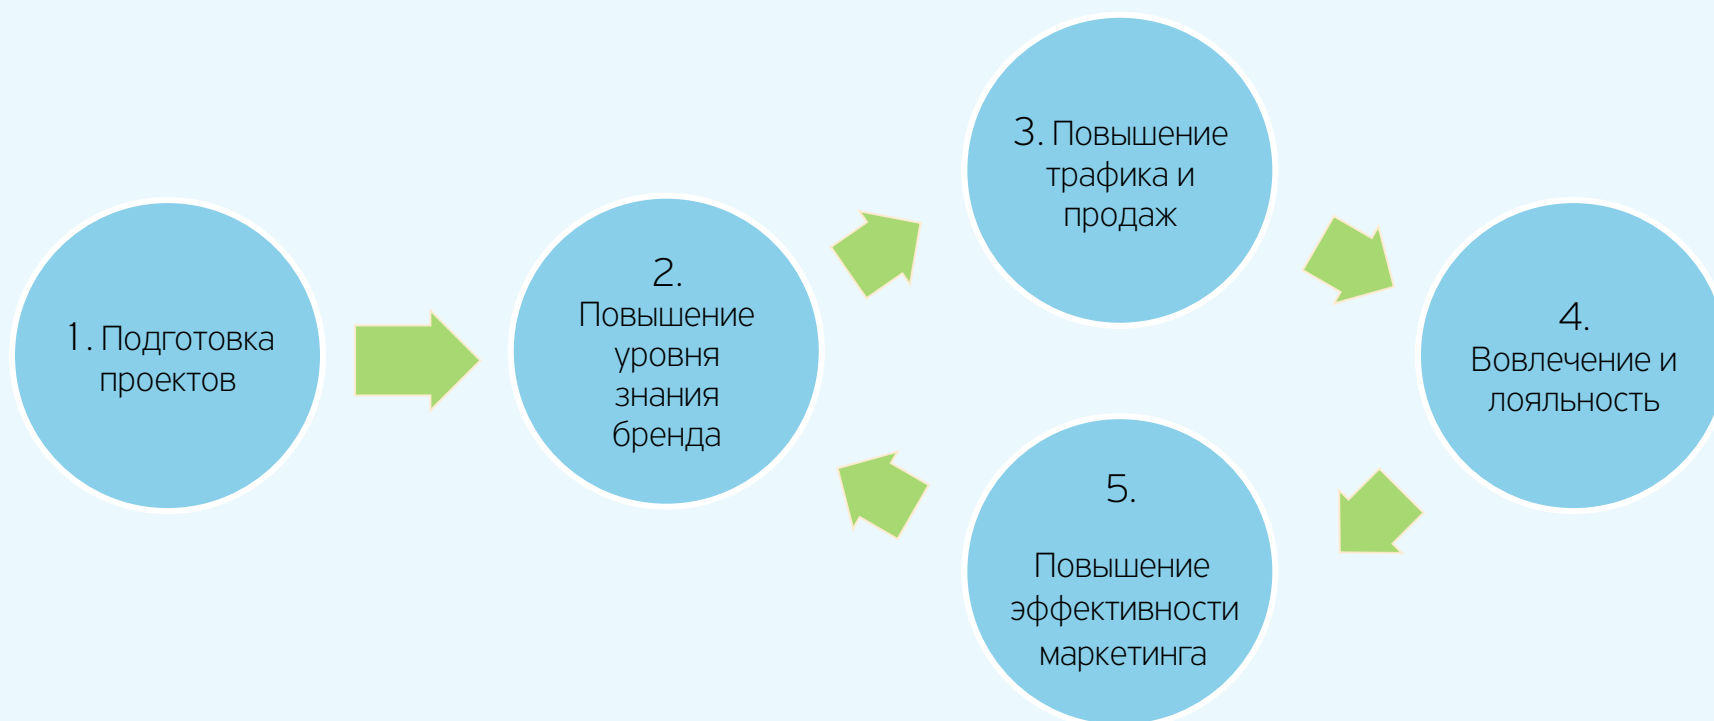 1. Подготовка
проектов
2.
Повышение
уровня
знания
бренда
3. Повышение
трафика и
продаж
4.
Вовлечение и
лояльность
5.
Повышение
эффективности
маркетинга